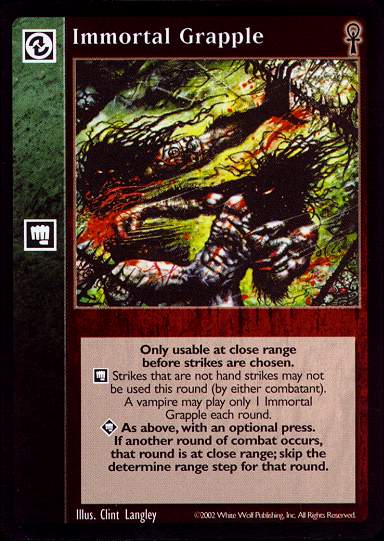 Immortal Grapple
Only usable at close range
before strikes are chosen.
Strikes that are not hand strikes may not
be used this round (by either combatant).
A vampire may play only 1 Immortal
Grapple each round.
As above, with an optional press.
If another round of combat occurs,
that round is at close range; skip the
determine range step for that round.
Illus. Clint Langley
©2002 White Wolf Publishing, Inc. All Rights Reserved.